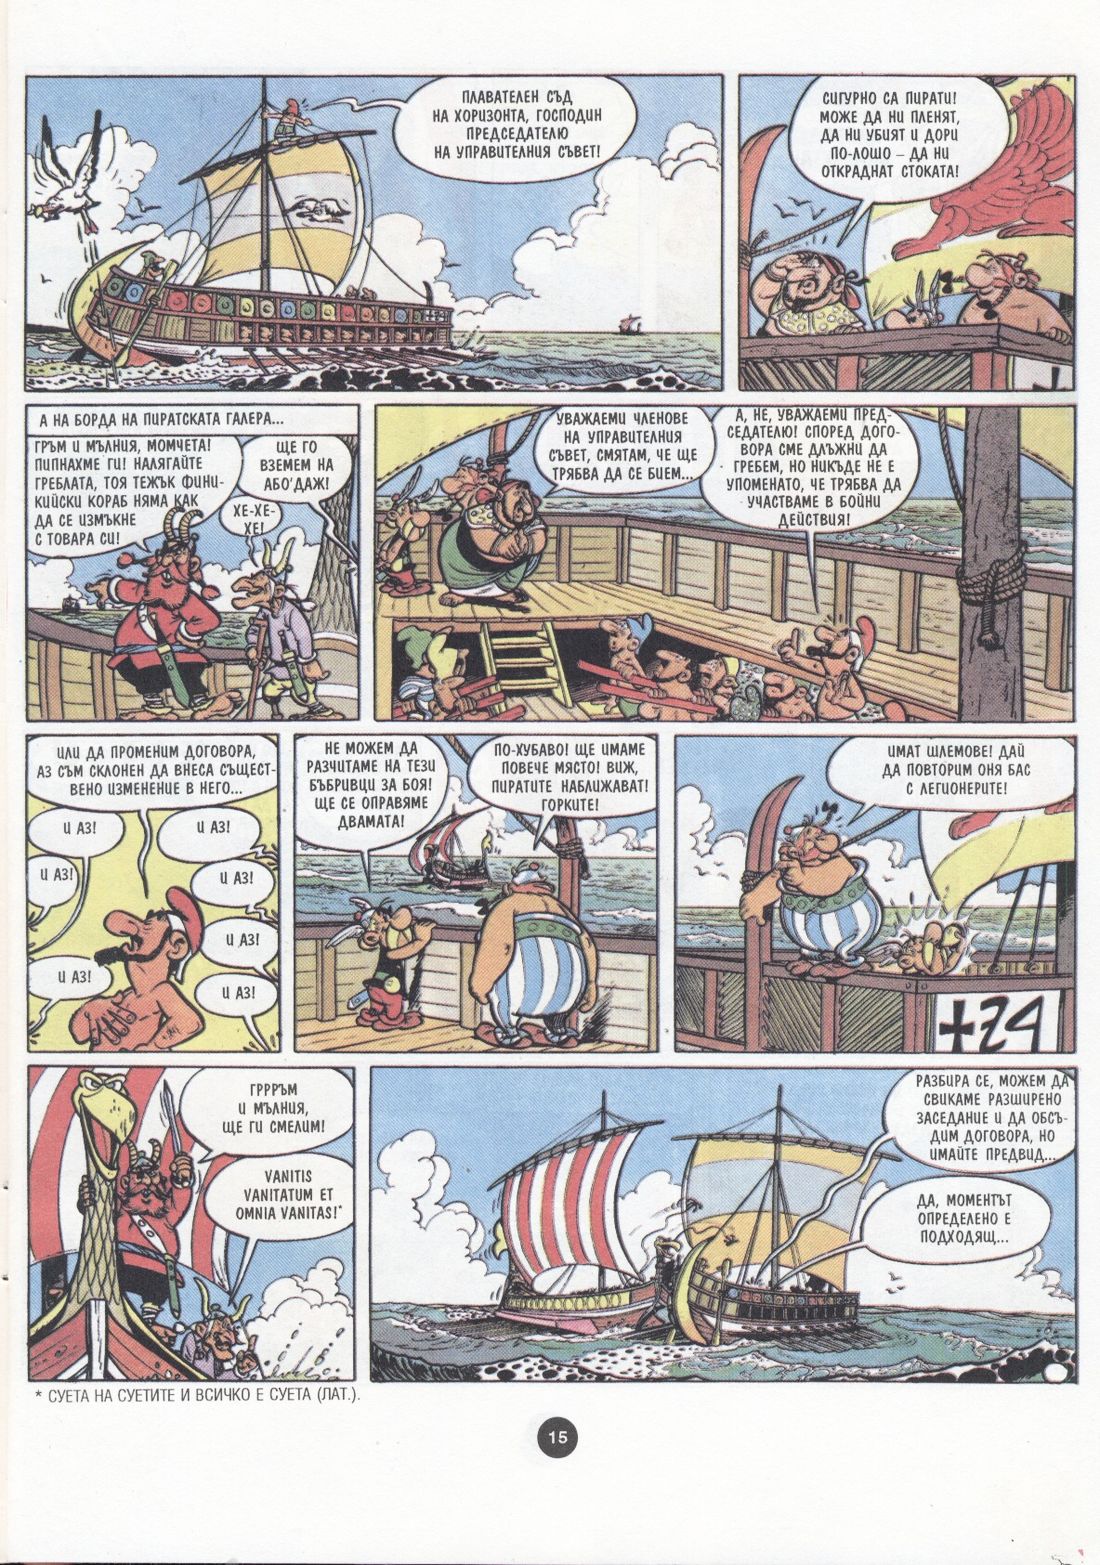 ПЛАВАТЕЛЕН СЪД
НА ХОРИЗОНТА, ГОСПОДИН
ПРЕДСЕДАТЕЛЮ
НА УПРАВИТЕЛНИЯ СЪВЕТ!
СИГУРНО СА ПИРАТИ!
МОЖЕ ДА НИ ПЛЕНЯТ,
ДА НИ УБИЯТ И ДОРИ
ПО-ЛОШО – ДА НИ
ОТКРАДНАТ СТОКАТА!
А НА БОРДА НА ПИРАТСКАТА ГАЛЕРА...
ГРЪМ И МЪЛНИЯ, МОМЧЕТА!
ПИПНАХМЕ ГИ! НАЛЯГАЙТЕ
ГРЕБЛАТА, ТОЯ ТЕЖЪК ФИНИ-
КИЙСКИ КОРАБ НЯМА КАК
ДА СЕ ИЗМЪКНЕ
С ТОВАРА СИ!
ЩЕ ГО
ВЗЕМЕМ НА
АБО'ДАЖ!
ХЕ-ХЕ-
ХЕ!
УВАЖАЕМИ ЧЛЕНОВЕ
НА УПРАВИТЕЛНИЯ
СЪВЕТ, СМЯТАМ, ЧЕ ЩЕ
ТРЯБВА ДА СЕ БИЕМ...
А, НЕ, УВАЖАЕМИ ПРЕД-
СЕДАТЕЛЮ! СПОРЕД ДОГО-
ВОРА СМЕ ДЛЪЖНИ ДА
ГРЕБЕМ, НО НИКЪДЕ НЕ Е
УПОМЕНАТО, ЧЕ ТРЯБВА ДА
УЧАСТВАМЕ В БОЙНИ
ДЕЙСТВИЯ!
ИЛИ ДА ПРОМЕНИМ ДОГОВОРА,
АЗ СЪМ СКЛОНЕН ДА ВНЕСА СЪЩЕСТ-
ВЕНО ИЗМЕНЕНИЕ В НЕГО...
И АЗ!
И АЗ!
И АЗ!
И АЗ!
И АЗ!
И АЗ!
И АЗ!
НЕ МОЖЕМ ДА
РАЗЧИТАМЕ НА ТЕЗИ
БЪБРИВЦИ ЗА БОЯ!
ЩЕ СЕ ОПРАВЯМЕ
ДВАМАТА!
ПО-ХУБАВО! ЩЕ ИМАМЕ
ПОВЕЧЕ МЯСТО! ВИЖ,
ПИРАТИТЕ НАБЛИЖАВАТ!
ГОРКИТЕ!
ИМАТ ШЛЕМОВЕ! ДАЙ
ДА ПОВТОРИМ ОНЯ БАС
С ЛЕГИОНЕРИТЕ!
ГРРРЪМ
И МЪЛНИЯ,
ЩЕ ГИ СМЕЛИМ!
VANITIS
VANITATUM ET
OMNIA VANITAS!*
РАЗБИРА СЕ, МОЖЕМ ДА
СВИКАМЕ РАЗШИРЕНО
ЗАСЕДАНИЕ И ДА ОБСЪ-
ДИМ ДОГОВОРА, НО
ИМАЙТЕ ПРЕДВИД...
ДА, МОМЕНТЪТ
ОПРЕДЕЛЕНО Е
ПОДХОДЯЩ...
* СУЕТА НА СУЕТИТЕ И ВСИЧКО Е СУЕТА (ЛАТ.).
15